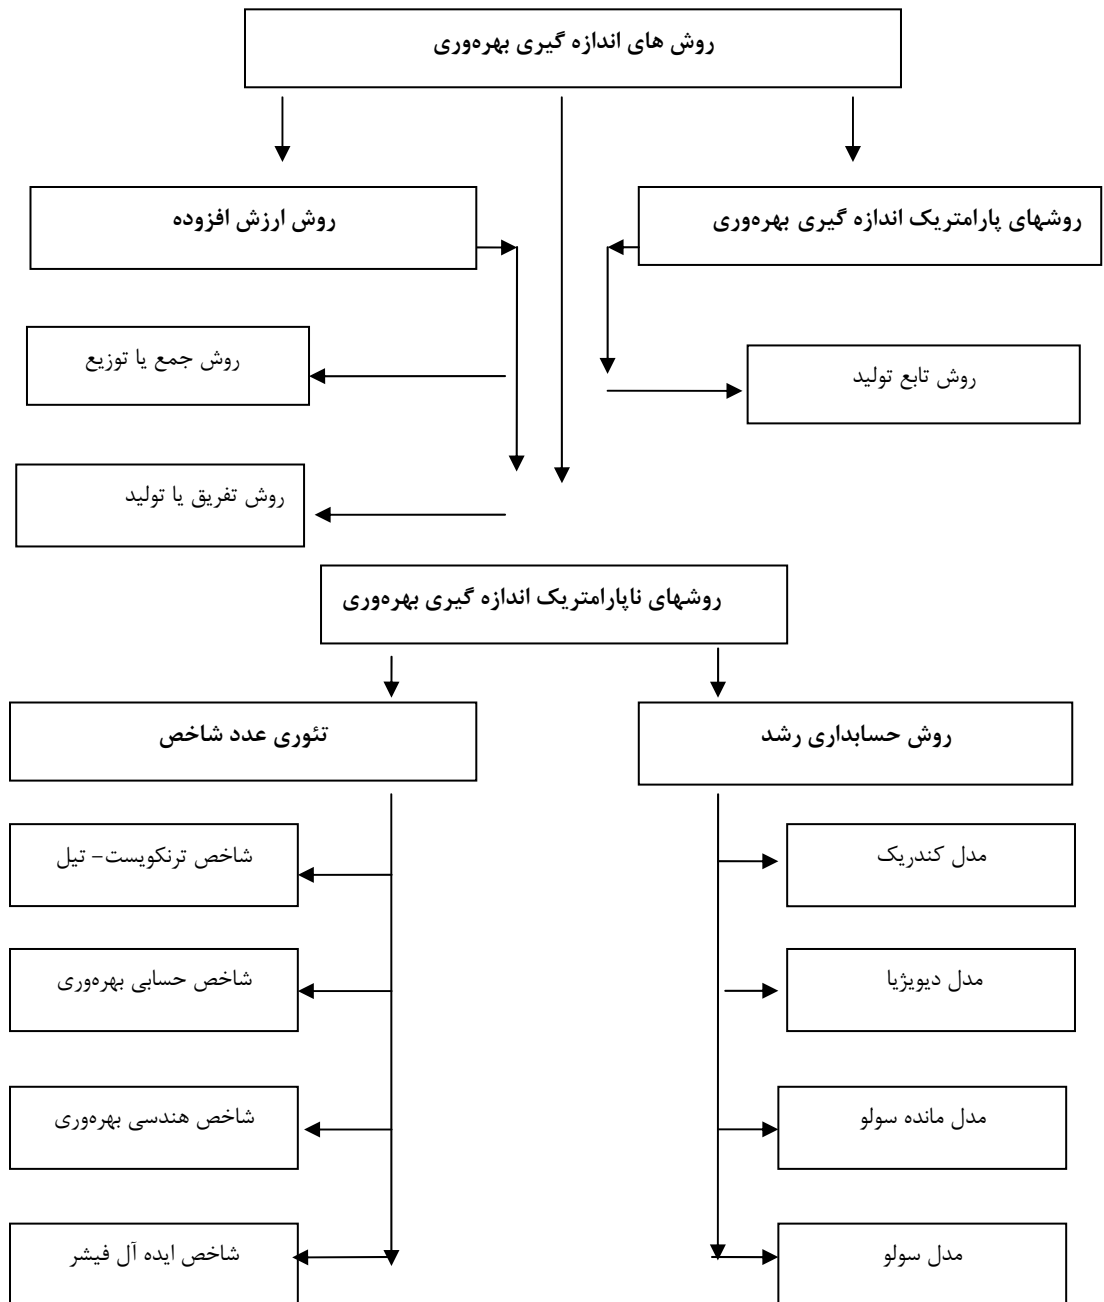 روش های اندازه گیری بهره‌وری
روشهای پارامتریک اندازه گیری بهره‌وری
روش ارزش افزوده
روش تابع تولید
روش جمع یا توزیع
روش تفریق یا تولید
روشهای ناپارامتریک اندازه گیری بهره‌وری
روش حسابداری رشد
تئوری عدد شاخص
مدل کندریک
شاخص ترنکویست- تیل
مدل دیویژیا
شاخص حسابی بهره‌وری
مدل مانده سولو
شاخص هندسی بهره‌وری
مدل سولو
شاخص ایده آل فیشر